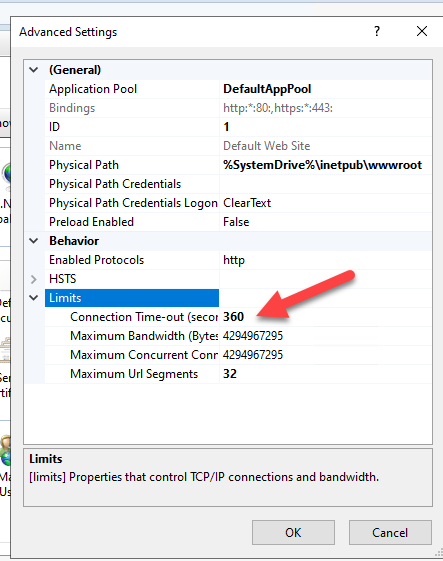 Advanced Settings ? ×
(General)
Application Pool DefaultAppPool
Bindings http:*:80:,https:*:443:
ID 1
Name Default Web Site
Physical Path %SystemDrive%\inetpub\wwwroot
Physical Path Credentials
Physical Path Credentials Logon ClearText
Preload Enabled False
Behavior
Enabled Protocols http
HSTS
Limits
Connection Time-out (secon 360
Maximum Bandwidth (Bytes 4294967295
Maximum Concurrent Conn 4294967295
Maximum Url Segments 32
Limits
[limits] Properties that control TCP/IP connections and bandwidth.
OK Cancel